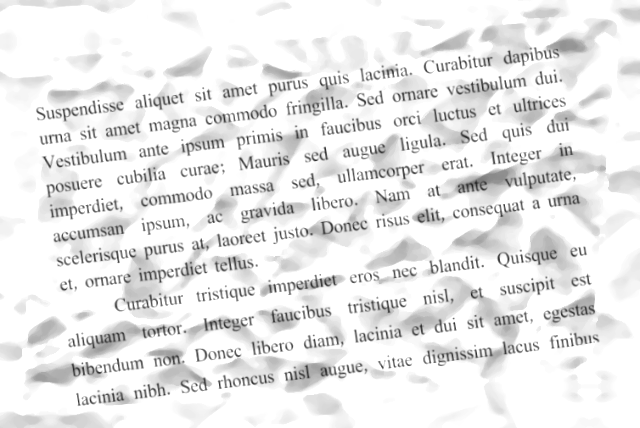 Suspendisse aliquet sit amet purus quis lacinia. Curabitur dapibus
urna sit amet magna commodo fringilla. Sed ornare vestibulum dui.
Vestibulum ante ipsum primis in faucibus orci luctus et ultrices
posuere cubilia curae; Mauris sed augue ligula. Sed quis dui
imperdiet, commodo massa sed, ullamcorper erat. Integer in
accumsan ipsum, ac gravida libero. Nam at ante vulputate,
scelerisque purus at, laoreet justo. Donec risus elit, consequat a urna
et, ornare imperdiet tellus.
Curabitur tristique imperdiet eros nec blandit. Quisque eu
aliquam tortor. Integer faucibus tristique nisl, et suscipit est
bibendum non. Donec libero diam, lacinia et dui sit amet, egestas
lacinia nibh. Sed rhoncus nisl augue, vitae dignissim lacus finibus